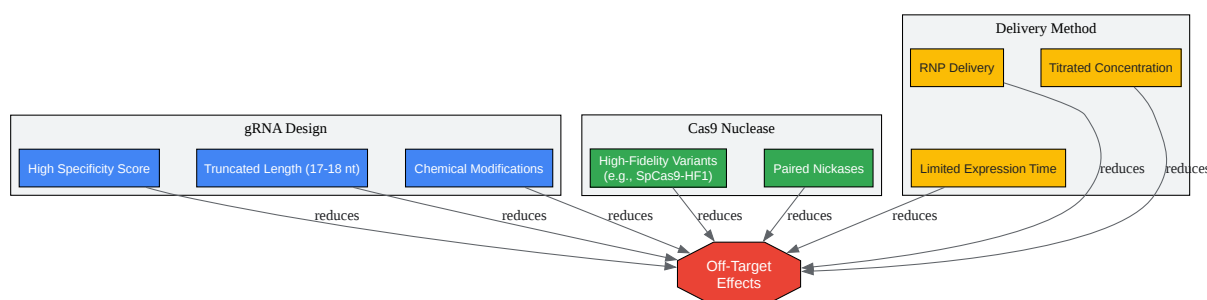 Delivery Method
RNP Delivery
Titrated Concentration
gRNA Design
Cas9 Nuclease
High Specificity Score
Truncated Length (17-18 nt)
Chemical Modifications
High-Fidelity Variants
(e.g., SpCas9-HF1)
Paired Nickases
Limited Expression Time
reduces
reduces
reduces
reduces
reduces
reduces
reduces
reduces
Off-Target
Effects